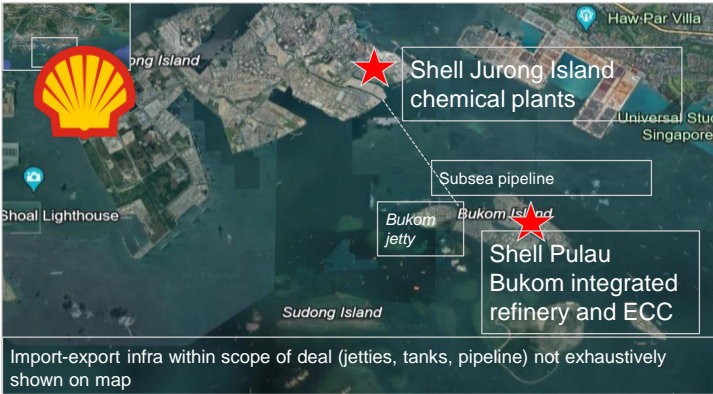 Haw Par Villa
ong Island
Shell Jurong Island
chemical plants
Universal Stud
Singapore
Subsea pipeline
Shoal Lighthouse
Bukom
jetty
Bukom Island
Shell Pulau
Bukom integrated
refinery and ECC
Sudong Island
Import-export infra within scope of deal (jetties, tanks, pipeline) not exhaustively
shown on map